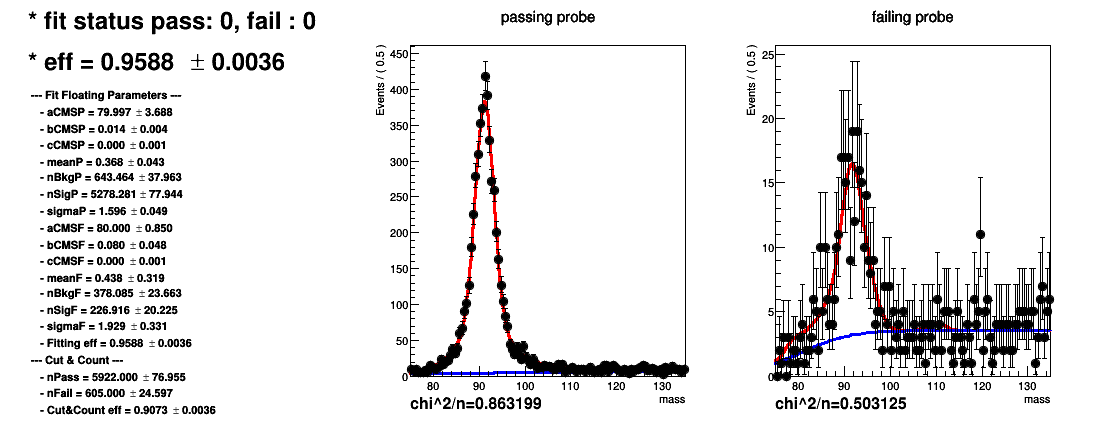 * fit status pass: 0, fail : 0
* eff = 0.9588 ± 0.0036
--- Fit Floating Parameters ---
- aCMSP = 79.997 ± 3.688
- bCMSP = 0.014 ± 0.004
- cCMSP = 0.000 ± 0.001
- meanP = 0.368 ± 0.043
- nBkgP = 643.464 ± 37.963
- nSigP = 5278.281 ± 77.944
- sigmaP = 1.596 ± 0.049
- aCMSF = 80.000 ± 0.850
- bCMSF = 0.080 ± 0.048
- cCMSF = 0.000 ± 0.001
- meanF = 0.438 ± 0.319
- nBkgF = 378.085 ± 23.663
- nSigF = 226.916 ± 20.225
- sigmaF = 1.929 ± 0.331
- Fitting eff = 0.9588 ± 0.0036
--- Cut & Count ---
- nPass = 5922.000 ± 76.955
- nFail = 605.000 ± 24.597
- Cut&Count eff = 0.9073 ± 0.0036
passing probe
Events / ( 0.5 )
450
400
350
300
250
200
150
100
50
0
80 90 100 110 120 130
mass
chi^2/n=0.863199
failing probe
Events / ( 0.5 )
25
20
15
10
5
0
80 90 100 110 120 130
mass
chi^2/n=0.503125